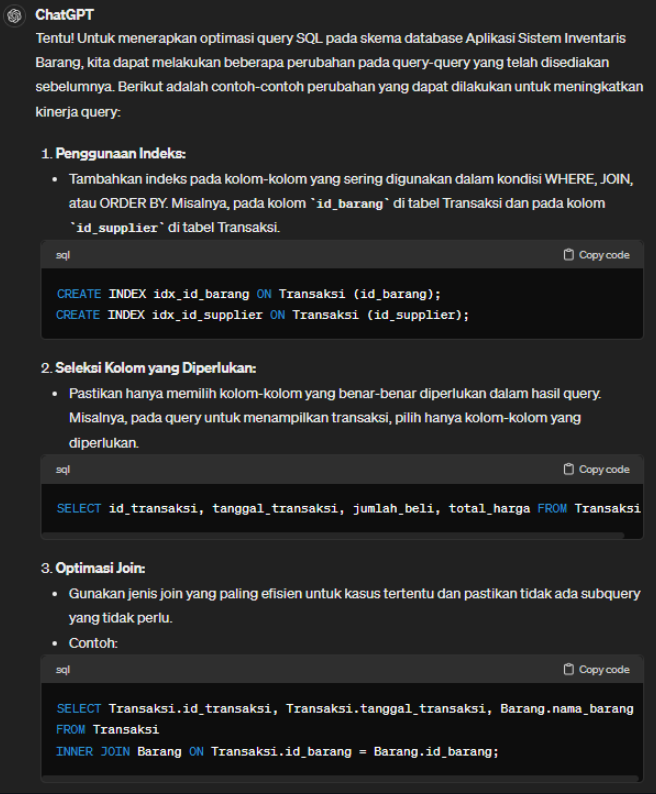 ChatGPT
Tentu! Untuk menerapkan optimasi query SQL pada skema database Aplikasi Sistem Inventaris
Barang, kita dapat melakukan beberapa perubahan pada query-query yang telah disediakan
sebelumnya. Berikut adalah contoh-contoh perubahan yang dapat dilakukan untuk meningkatkan
kinerja query:
1. Penggunaan Indeks:
• Tambahkan indeks pada kolom-kolom yang sering digunakan dalam kondisi WHERE, JOIN,
atau ORDER BY. Misalnya, pada kolom `id_barang` di tabel Transaksi dan pada kolom
`id_supplier` di tabel Transaksi.
sql Copy code
CREATE INDEX idx_id_barang ON Transaksi (id_barang);
CREATE INDEX idx_id_supplier ON Transaksi (id_supplier);
2. Seleksi Kolom yang Diperlukan:
• Pastikan hanya memilih kolom-kolom yang benar-benar diperlukan dalam hasil query.
Misalnya, pada query untuk menampilkan transaksi, pilih hanya kolom-kolom yang
diperlukan.
sql Copy code
SELECT id_transaksi, tanggal_transaksi, jumlah_beli, total_harga FROM Transaksi
3. Optimasi Join:
• Gunakan jenis join yang paling efisien untuk kasus tertentu dan pastikan tidak ada subquery
yang tidak perlu.
• Contoh:
sql Copy code
SELECT Transaksi.id_transaksi, Transaksi.tanggal_transaksi, Barang.nama_barang
FROM Transaksi
INNER JOIN Barang ON Transaksi.id_barang = Barang.id_barang;